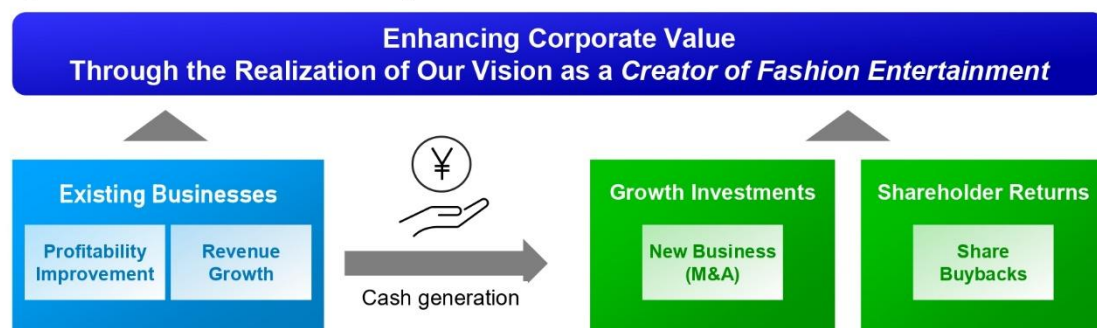 Enhancing Corporate Value
Through the Realization of Our Vision as a Creator of Fashion Entertainment
Existing Businesses
Profitability
Improvement
Revenue
Growth
¥
Cash generation
Growth Investments
New Business
(M&A)
Shareholder Returns
Share
Buybacks